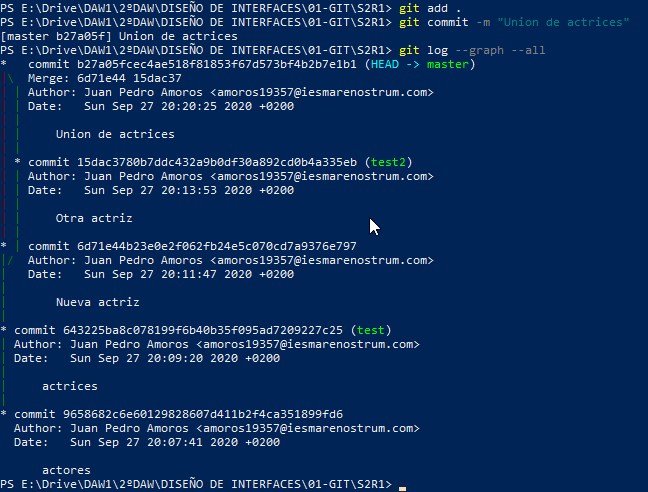 PS E:\Drive\DAW1\2ºDAW\DISEÑO DE INTERFACES\01-GIT\S2R1> git add .
PS E:\Drive\DAW1\2ºDAW\DISEÑO DE INTERFACES\01-GIT\S2R1> git commit -m "Union de actrices"
[master b27a05f] Union de actrices
PS E:\Drive\DAW1\2ºDAW\DISEÑO DE INTERFACES\01-GIT\S2R1> git log --graph --all
*   commit b27a05fcec4ae518f81853f67d573bf4b2b7e1b1 (HEAD -> master)
|\  Merge: 6d71e44 15dac37
| | Author: Juan Pedro Amoros <amoros19357@iesmarenostrum.com>
| | Date:   Sun Sep 27 20:20:25 2020 +0200
| |
| |     Union de actrices
| |
| * commit 15dac3780b7ddc432a9b0df30a892cd0b4a335eb (test2)
| | Author: Juan Pedro Amoros <amoros19357@iesmarenostrum.com>
| | Date:   Sun Sep 27 20:13:53 2020 +0200
| |
| |     Otra actriz
| |
* | commit 6d71e44b23e0e2f062fb24e5c070cd7a9376e797
|/  Author: Juan Pedro Amoros <amoros19357@iesmarenostrum.com>
|   Date:   Sun Sep 27 20:11:47 2020 +0200
|
|       Nueva actriz
|
* commit 643225ba8c078199f6b40b35f095ad7209227c25 (test)
| Author: Juan Pedro Amoros <amoros19357@iesmarenostrum.com>
| Date:   Sun Sep 27 20:09:20 2020 +0200
|
|     actrices
|
* commit 9658682c6e60129828607d411b2f4ca351899fd6
  Author: Juan Pedro Amoros <amoros19357@iesmarenostrum.com>
  Date:   Sun Sep 27 20:07:41 2020 +0200

      actores
PS E:\Drive\DAW1\2ºDAW\DISEÑO DE INTERFACES\01-GIT\S2R1>